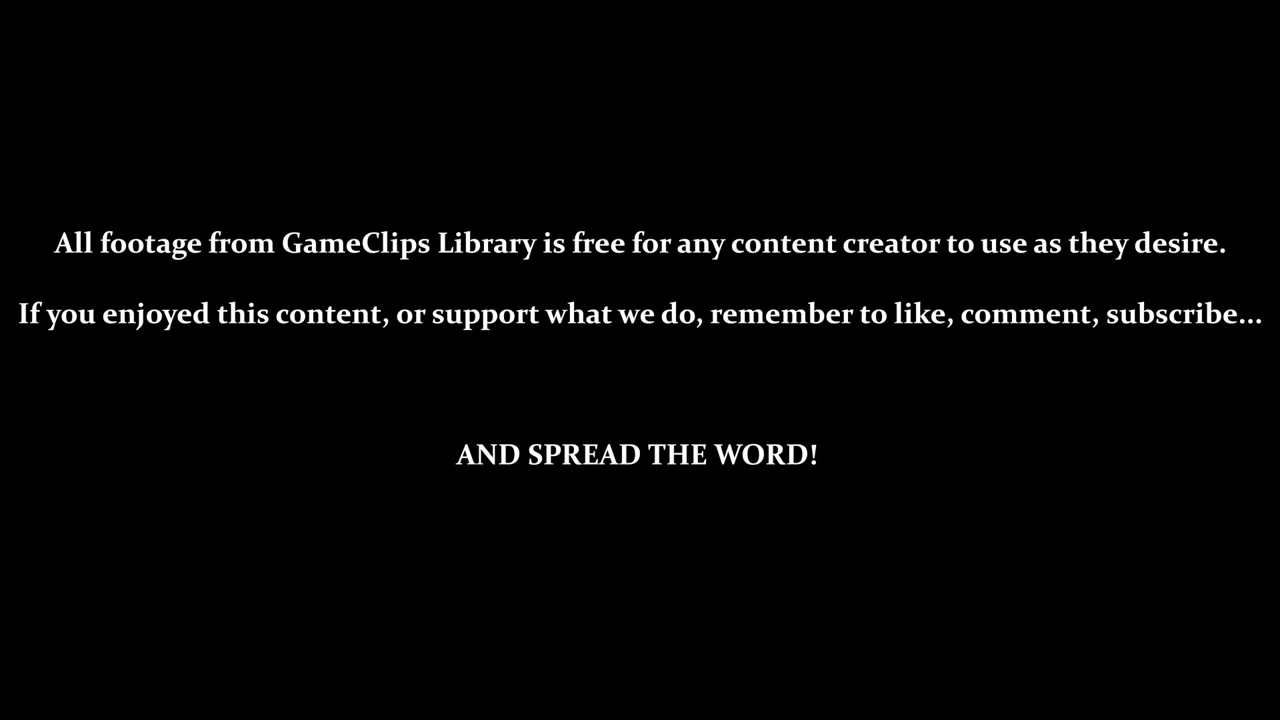 All footage from GameClips Library is free for any content creator to use as they desire.
If you enjoyed this content, or support what we do, remember to like, comment, subscribe...
AND SPREAD THE WORD!